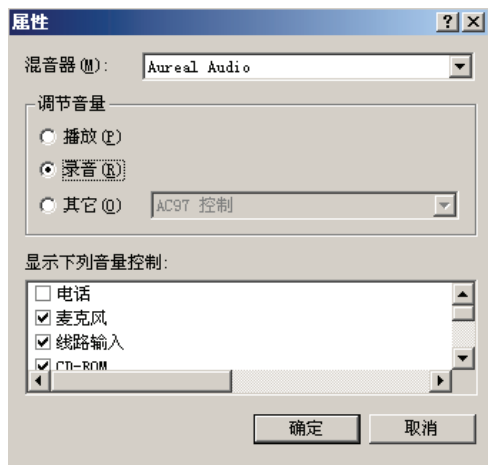 属性
混音器(M): Aureal Audio
调节音量
播放(P)
录音(R)
其它(O) AC97 控制
显示下列音量控制:
电话
麦克风
线路输入
CD-ROM
确定 取消